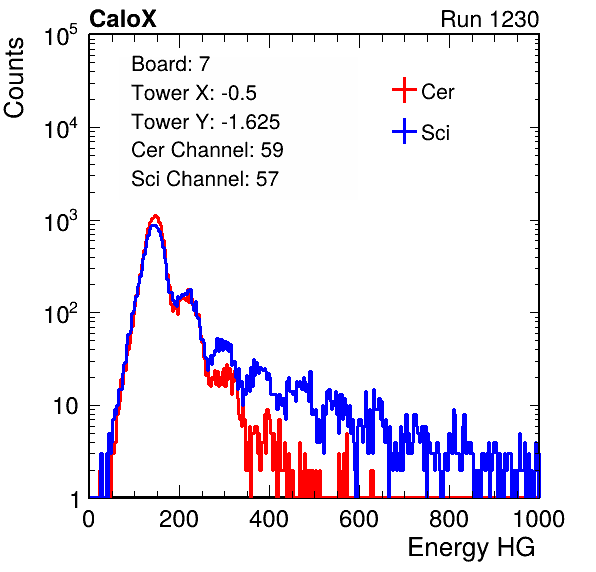 CaloX Run 1230
Counts
Board: 7
Tower X: -0.5
Tower Y: -1.625
Cer Channel: 59
Sci Channel: 57
Cer
Sci
10^5
10^4
10^3
10^2
10
1
0 200 400 600 800 1000
Energy HG